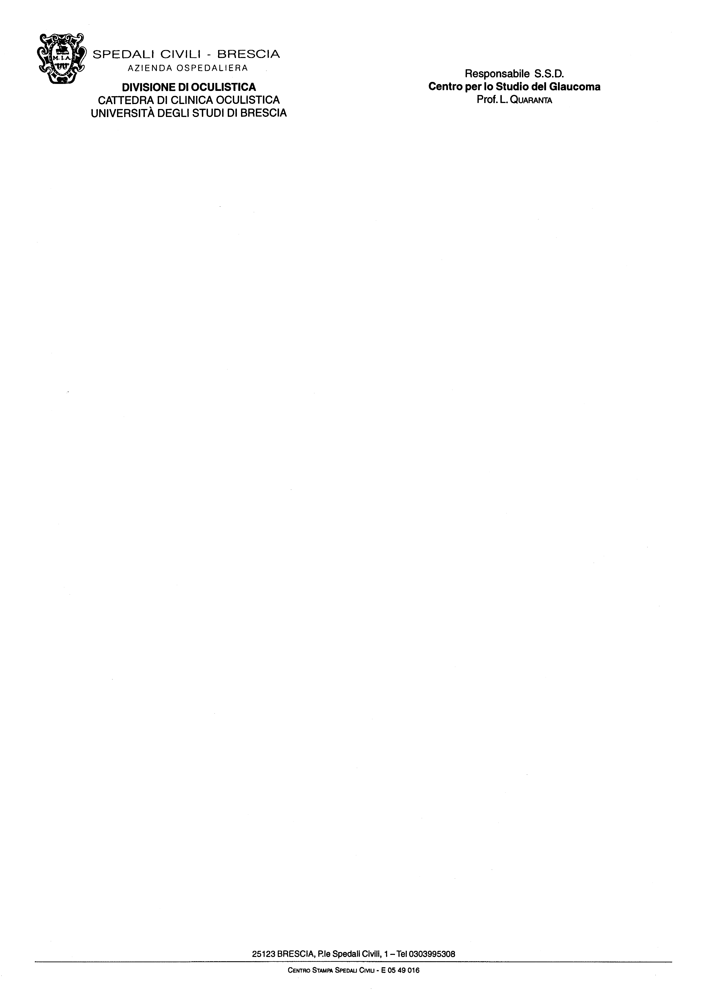 M. I. A.
SPEDALI CIVILI - BRESCIA
AZIENDA OSPEDALIERA
DIVISIONE DI OCULISTICA
CATTEDRA DI CLINICA OCULISTICA
UNIVERSITÀ DEGLI STUDI DI BRESCIA
Responsabile S.S.D.
Centro per lo Studio del Glaucoma
Prof. L. QUARANTA
25123 BRESCIA, P.le Spedali Civili, 1 – Tel 0303995308
CENTRO STAMPA SPEDALI CIVILI - E 05 49 016